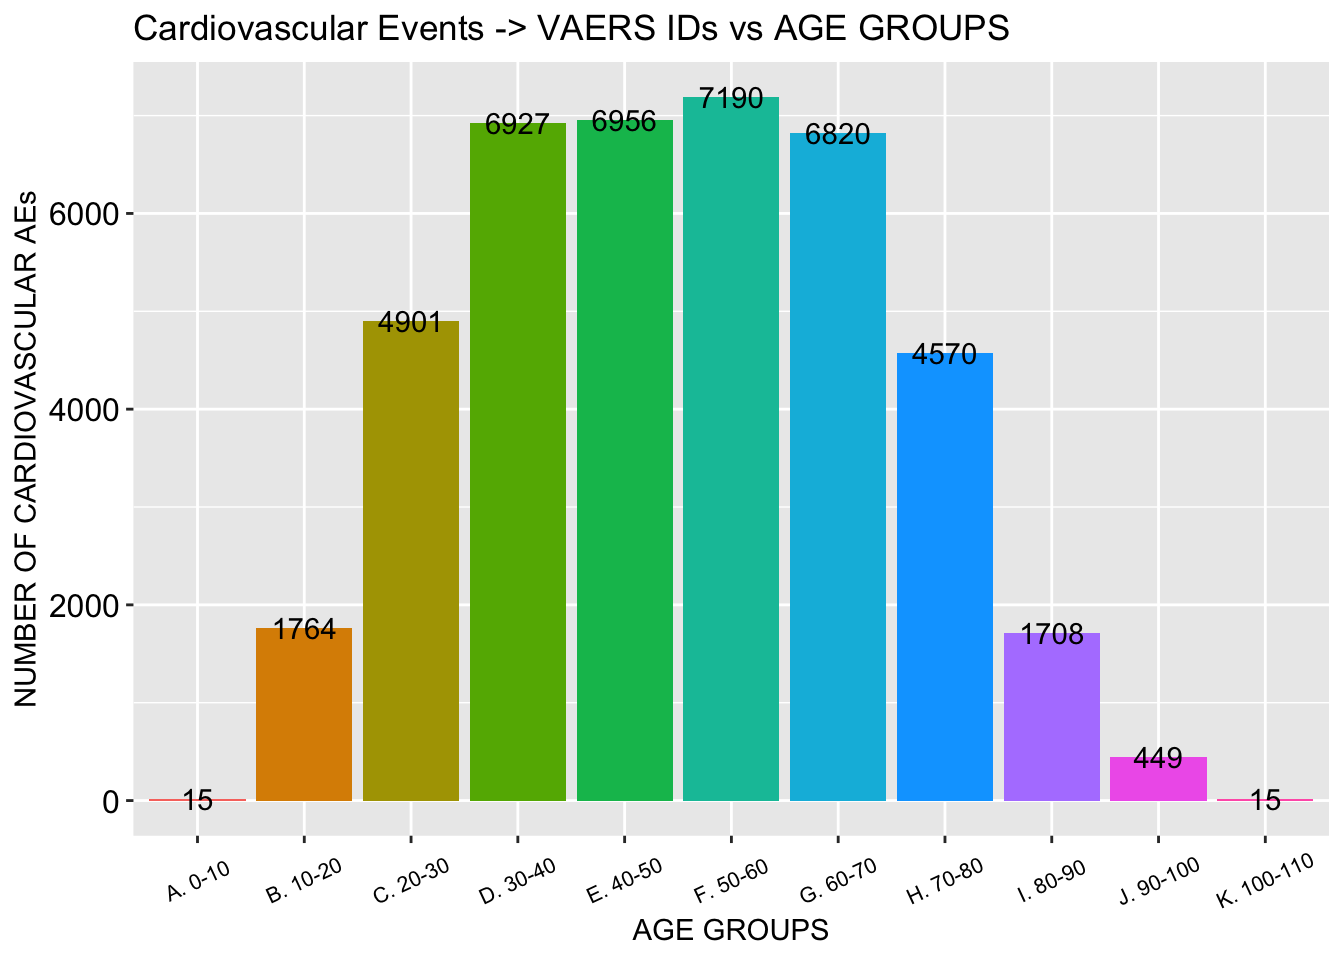 Cardiovascular Events -> VAERS IDs vs AGE GROUPS
NUMBER OF CARDIOVASCULAR AEs
6000
4000
2000
0
15
1764
4901
6927
6956
7190
6820
4570
1708
449
15
A. 0-10
B. 10-20
C. 20-30
D. 30-40
E. 40-50
F. 50-60
G. 60-70
H. 70-80
I. 80-90
J. 90-100
K. 100-110
AGE GROUPS